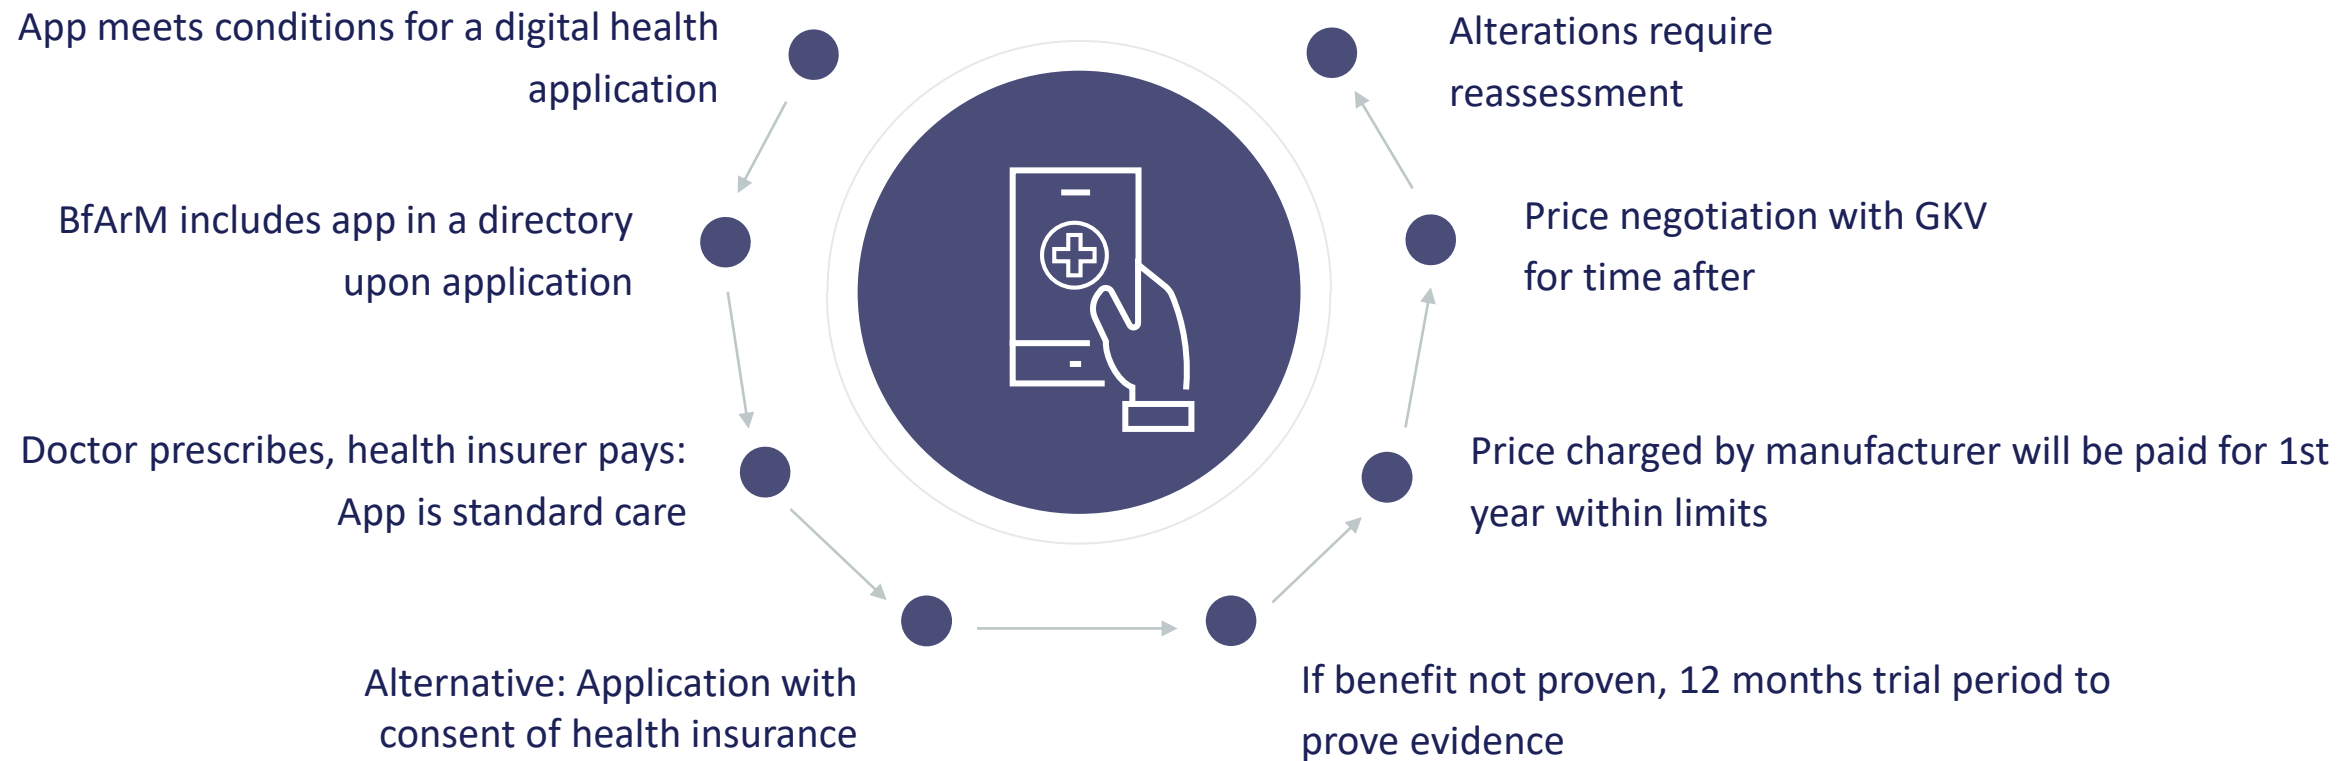 App meets conditions for a digital health
application
BfArM includes app in a directory
upon application
Doctor prescribes, health insurer pays:
App is standard care
Alternative: Application with
consent of health insurance
If benefit not proven, 12 months trial period to
prove evidence
Price charged by manufacturer will be paid for 1st
year within limits
Price negotiation with GKV
for time after
Alterations require
reassessment